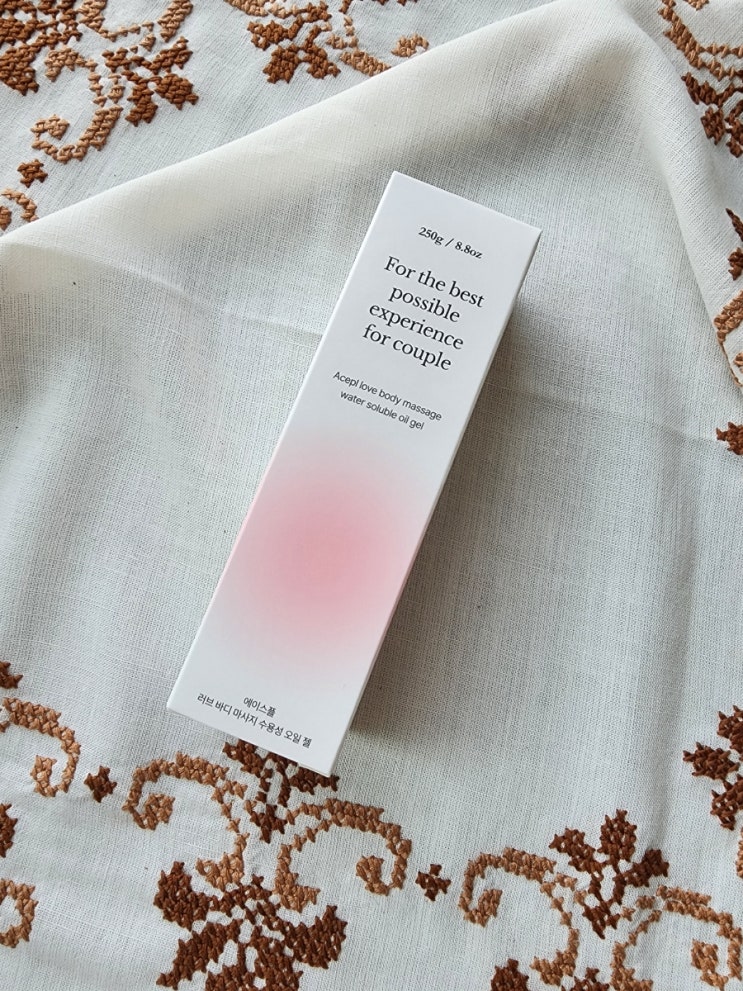 250g / 8.8oz
For the best
possible
experience
for couple
Acepl love body massage
water soluble oil gel
에이스플
러브 바디 마사지 수용성 오일 젤